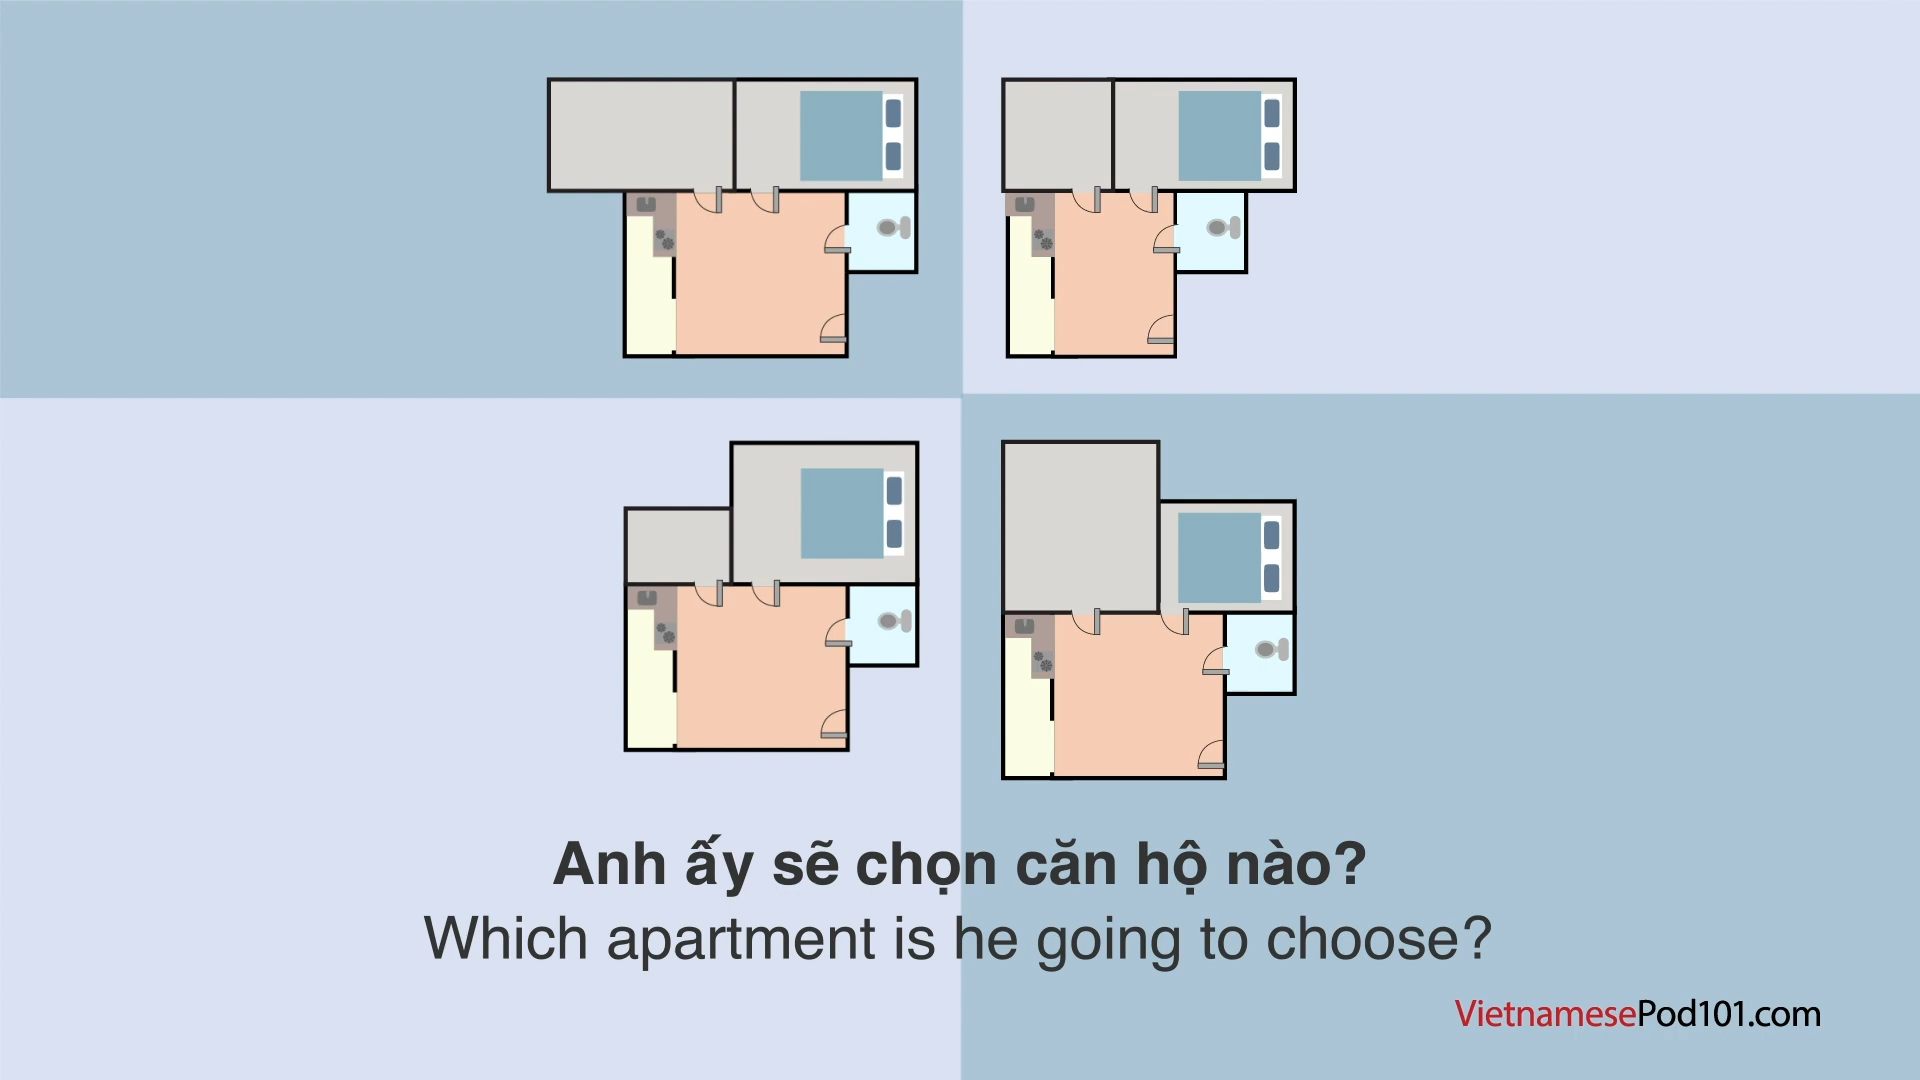 Anh ấy sẽ chọn căn hộ nào?
Which apartment is he going to choose?
VietnamesePod101.com